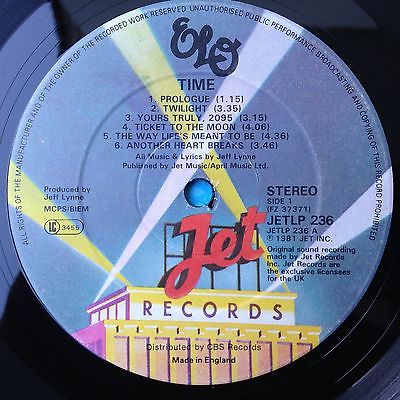 ALL RIGHTS OF THE MANUFACTURER AND OF THE OWNER OF THE RECORDED WORK RESERVED. UNAUTHORISED PUBLIC PERFORMANCE BROADCASTING AND COPYING OF THIS RECORD PROHIBITED
ELO
TIME
1. PROLOGUE (1.15)
2. TWILIGHT (3.35)
3. YOURS TRULY, 2095 (3.15)
4. TICKET TO THE MOON (4.06)
5. THE WAY LIFE'S MEANT TO BE (4.36)
6. ANOTHER HEART BREAKS (3.46)
All Music & Lyrics by Jeff Lynne
Published by Jet Music/April Music Ltd.
Produced by
Jeff Lynne
MCPS/BIEM
LC 3455
STEREO
SIDE 1
(FZ 37371)
JETLP 236
JETLP 236 A
℗ 1981 JET INC.
Original sound recording
made by Jet Records
Inc. Jet Records are
the exclusive licensees
for the UK
Jet
RECORDS
Distributed by CBS Records
Made in England